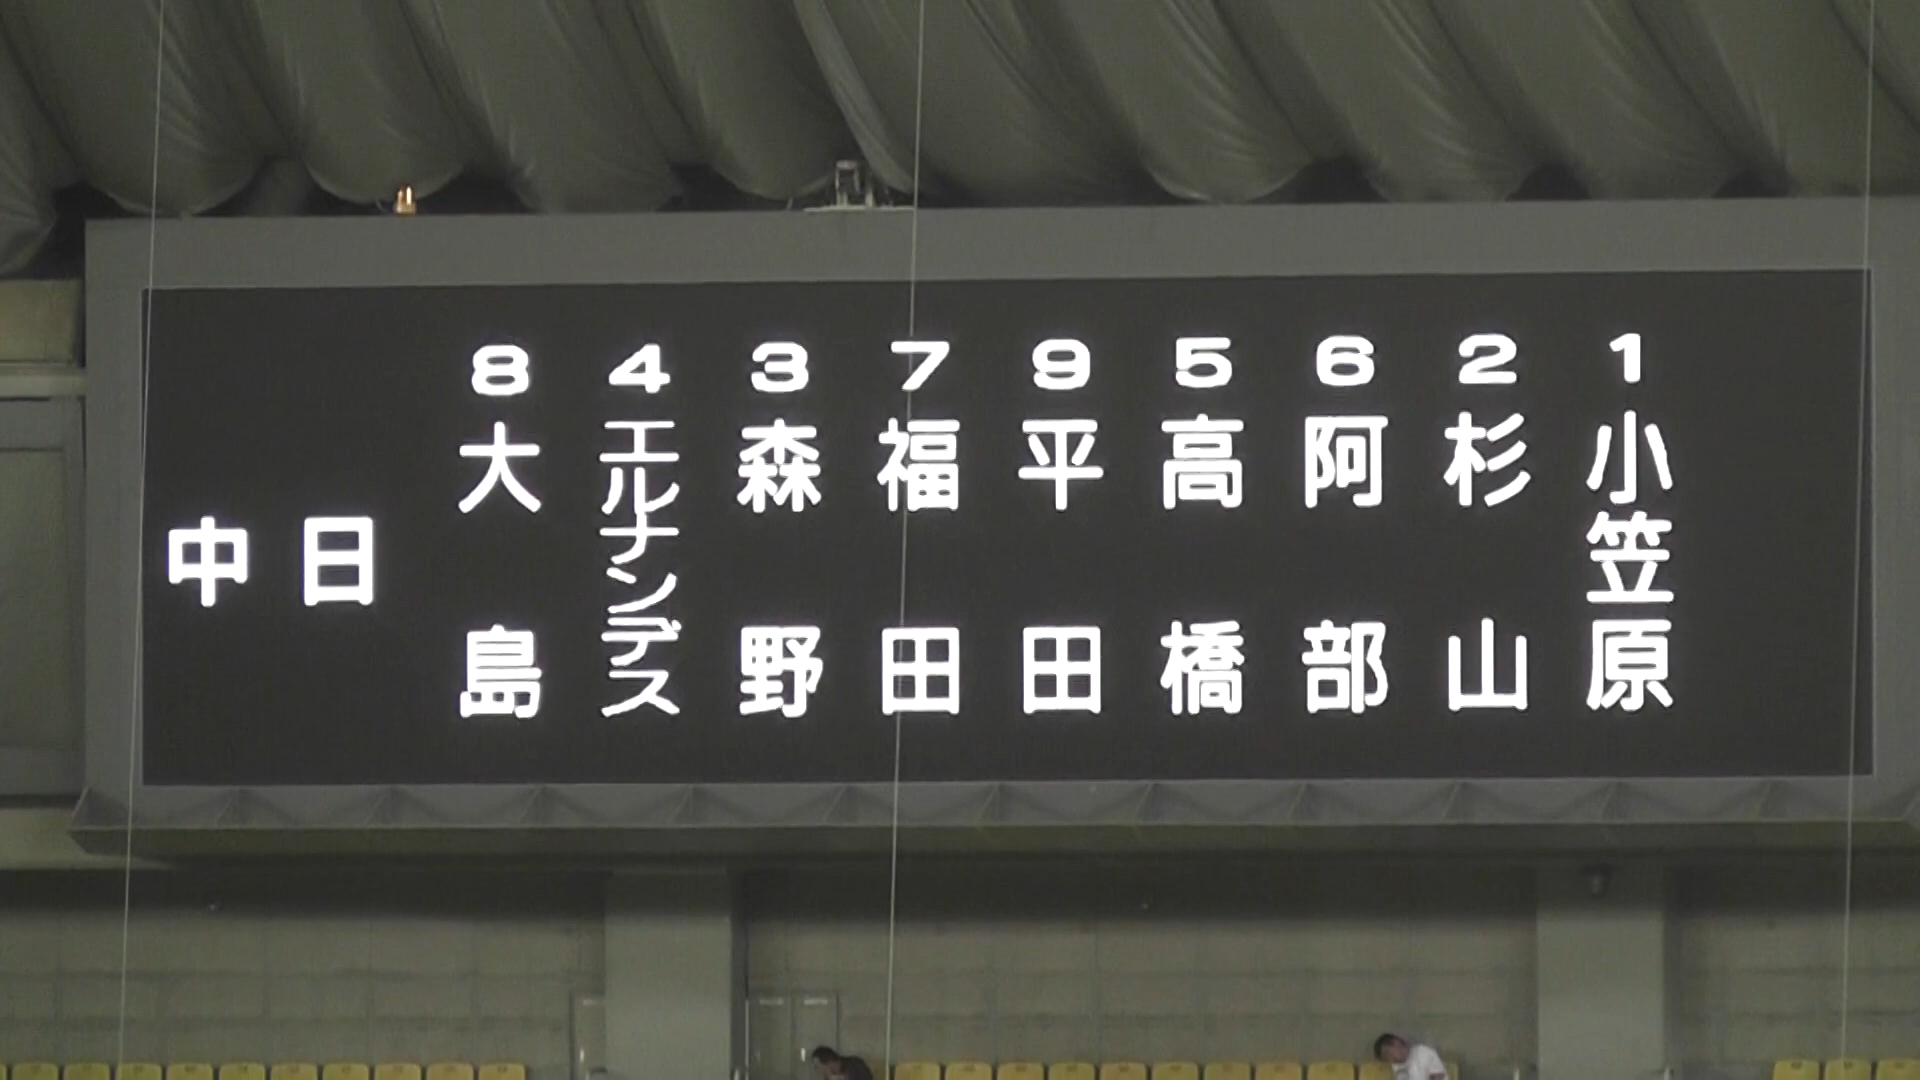 中日
8 大島
4 エルナンデス
3 森野
7 福田
9 平田
5 高橋
6 阿部
2 杉山
1 小笠原